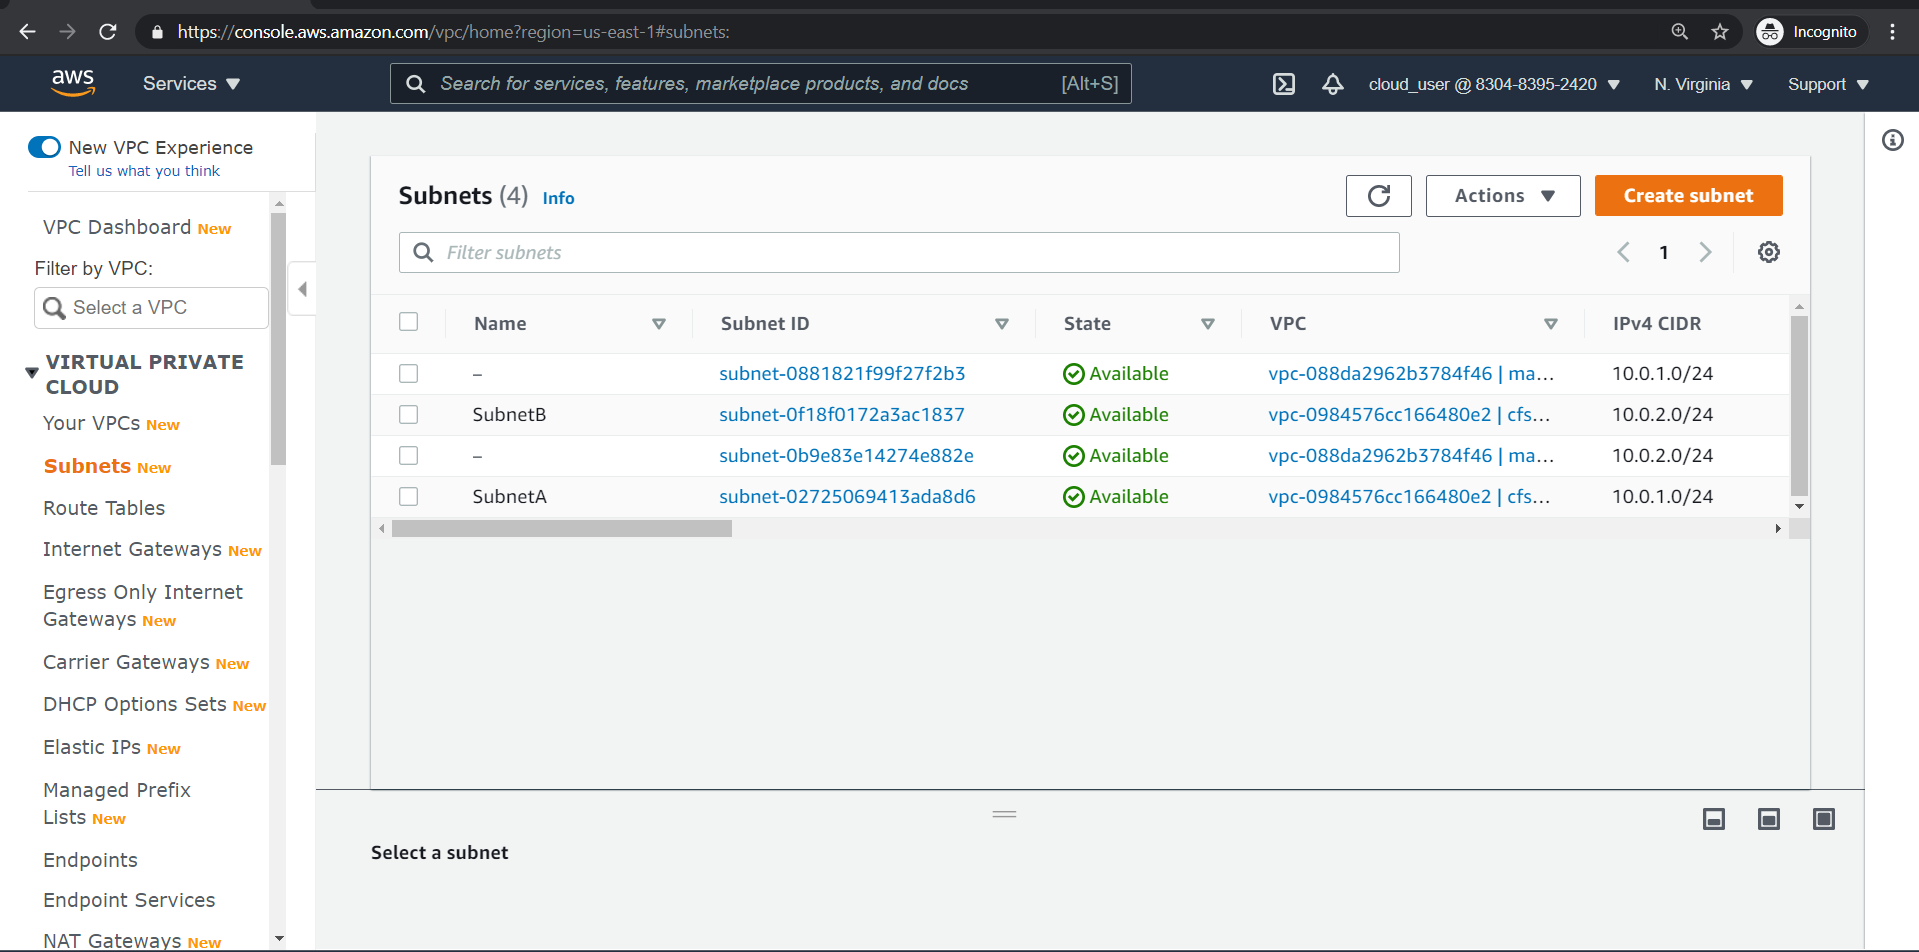 https://console.aws.amazon.com/vpc/home?region=us-east-1#subnets:
Incognito
aws
Services
Search for services, features, marketplace products, and docs [Alt+S]
cloud_user @ 8304-8395-2420
N. Virginia
Support
New VPC Experience
Tell us what you think
VPC Dashboard New
Filter by VPC:
Select a VPC
VIRTUAL PRIVATE
CLOUD
Your VPCs New
Subnets New
Route Tables
Internet Gateways New
Egress Only Internet
Gateways New
Carrier Gateways New
DHCP Options Sets New
Elastic IPs New
Managed Prefix
Lists New
Endpoints
Endpoint Services
NAT Gateways New
Subnets (4) Info
Actions
Create subnet
Filter subnets
1
Name Subnet ID State VPC IPv4 CIDR
– subnet-0881821f99f27f2b3 Available vpc-088da2962b3784f46 | ma... 10.0.1.0/24
SubnetB subnet-0f18f0172a3ac1837 Available vpc-0984576cc166480e2 | cfs... 10.0.2.0/24
– subnet-0b9e83e14274e882e Available vpc-088da2962b3784f46 | ma... 10.0.2.0/24
SubnetA subnet-02725069413ada8d6 Available vpc-0984576cc166480e2 | cfs... 10.0.1.0/24
Select a subnet